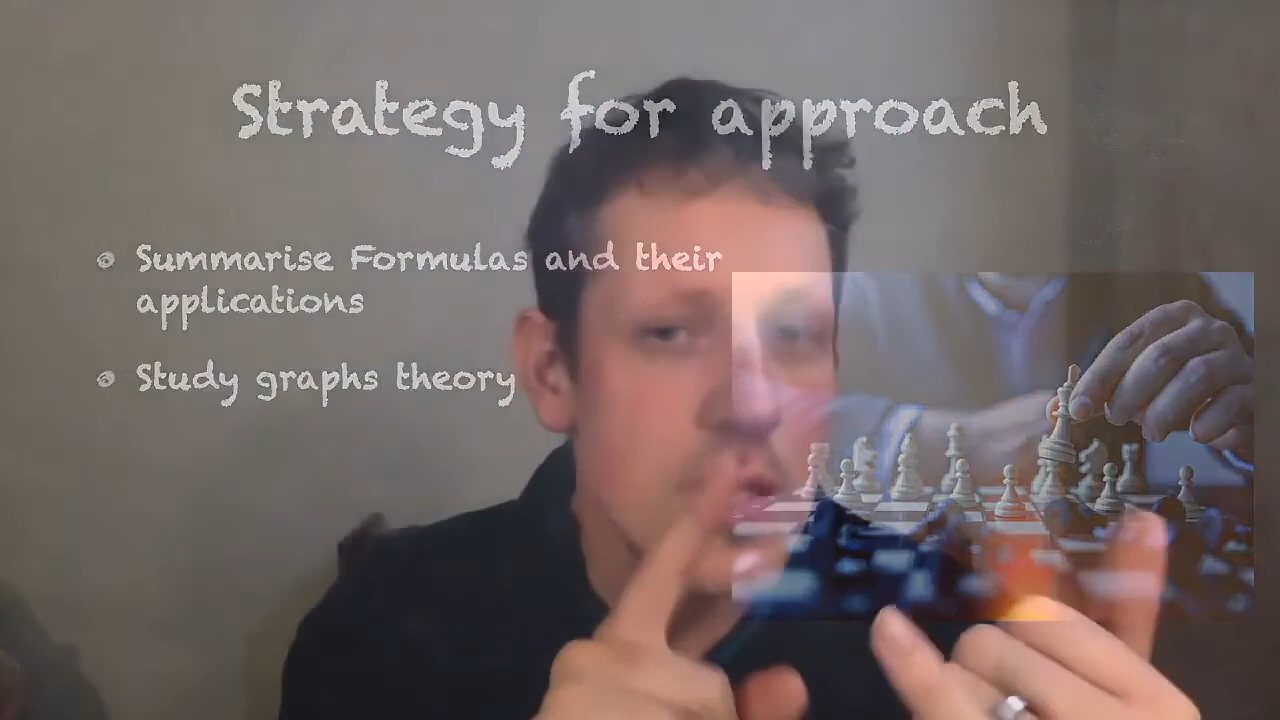 Strategy for approach
Summarise Formulas and their
applications
Study graphs theory